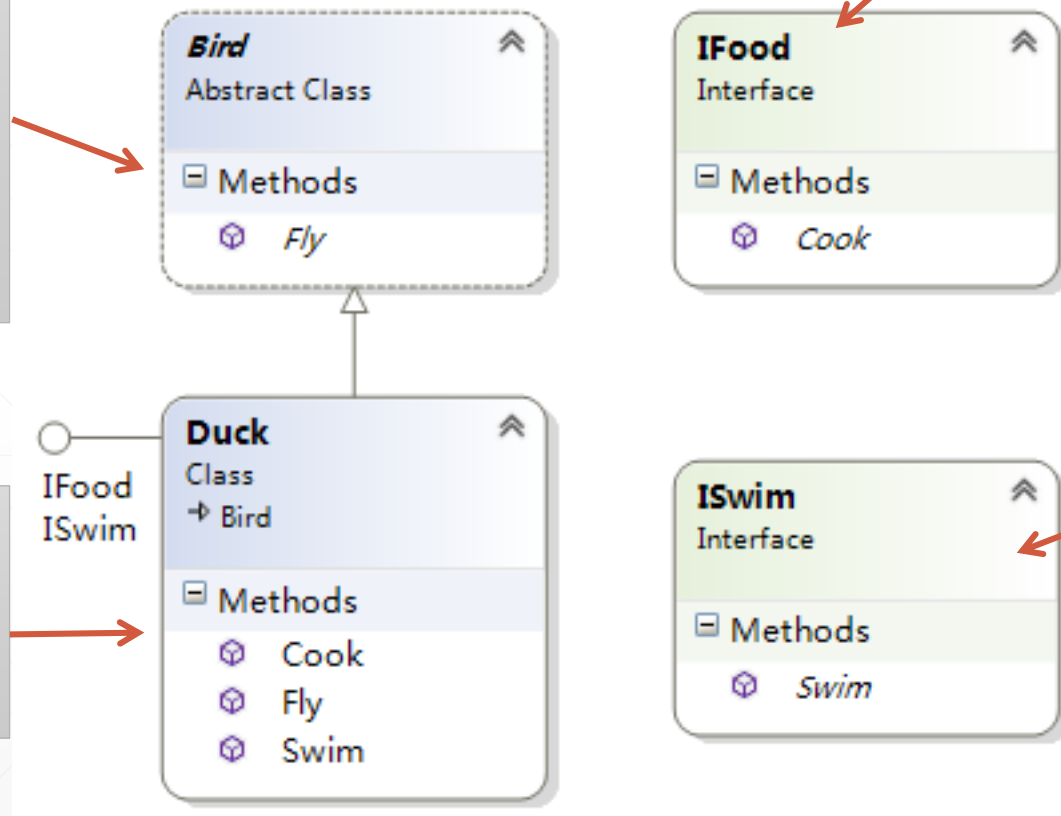 Bird
Abstract Class
Methods
Fly
IFood
Interface
Methods
Cook
IFood
ISwim
Duck
Class
Bird
Methods
Cook
Fly
Swim
ISwim
Interface
Methods
Swim